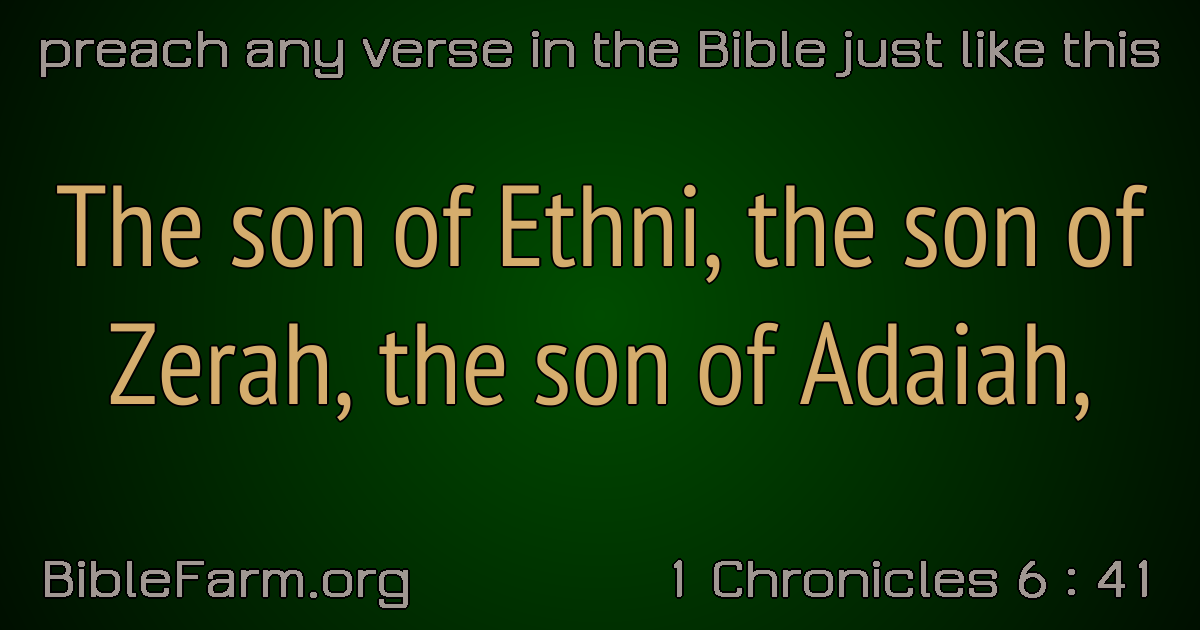 preach any verse in the Bible just like this
The son of Ethni, the son of
Zerah, the son of Adaiah,
BibleFarm.org
1 Chronicles 6 : 41